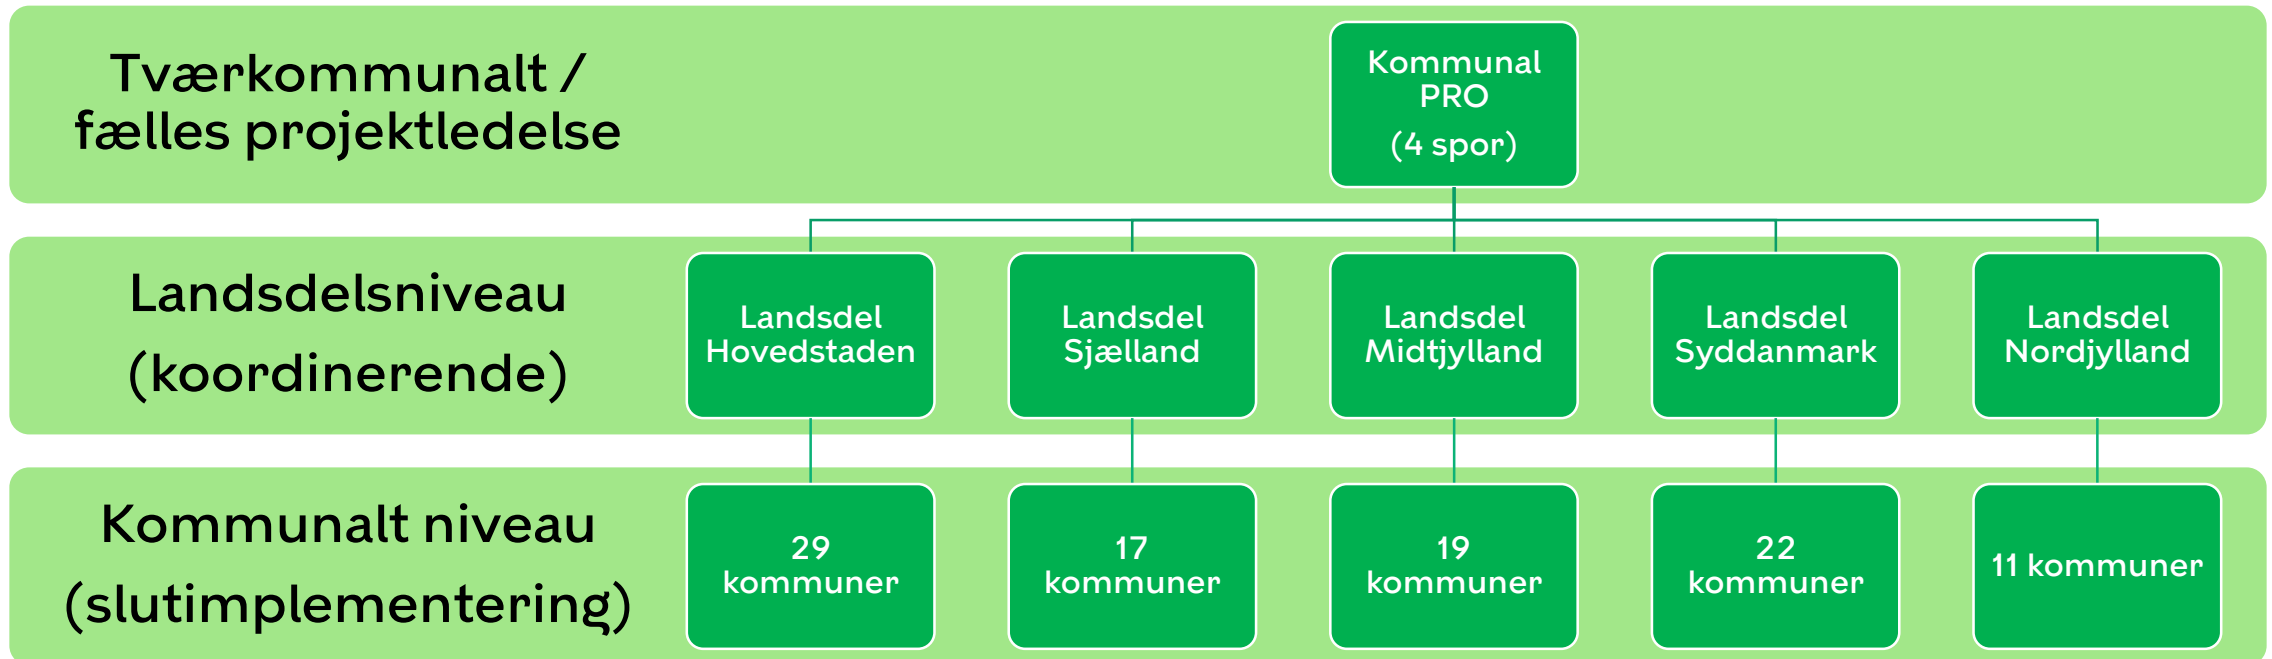 Tværkommunalt /
fælles projektledelse
Kommunal
PRO
(4 spor)
Landsdelsniveau
(koordinerende)
Landsdel
Hovedstaden
Landsdel
Sjælland
Landsdel
Midtjylland
Landsdel
Syddanmark
Landsdel
Nordjylland
Kommunalt niveau
(slutimplementering)
29
kommuner
17
kommuner
19
kommuner
22
kommuner
11 kommuner